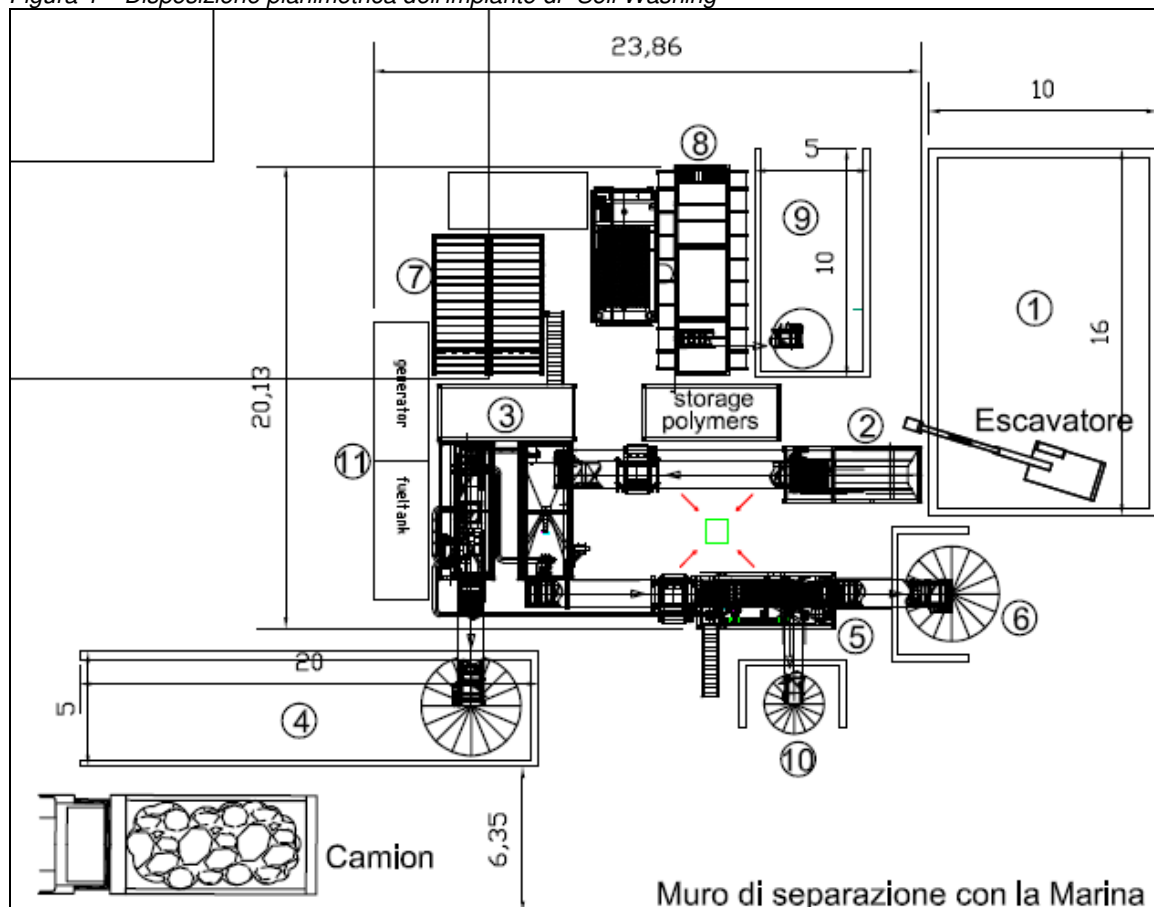 Figura 4 – Disposizione planimetrica dell'impianto di "Soil Washing"
23,86
10
8
5
9
10
1
16
7
20,13
generator
3
storage
polymers
2
Escavatore
11
fueltank
6
5
20
5
4
10
Camion
6,35
Muro di separazione con la Marina